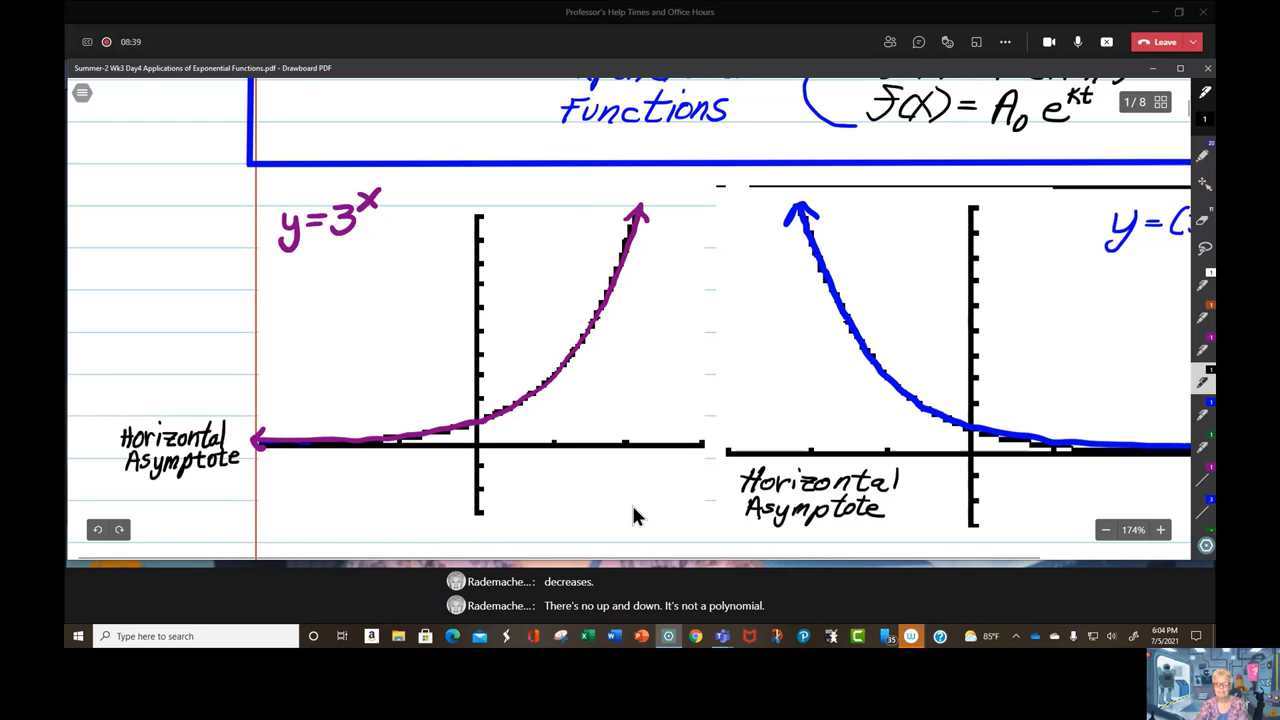 Professor's Help Times and Office Hours
08:39
Leave
Summer-2 Wk3 Day4 Applications of Exponential Functions.pdf - Drawboard PDF
Functions
f(x) = A₀ e^kt
1 / 8
y=3^x
y=(
Horizontal
Asymptote
Horizontal
Asymptote
174%
Rademache...: decreases.
Rademache...: There's no up and down. It's not a polynomial.
Type here to search
85°F
6:04 PM
7/5/2021